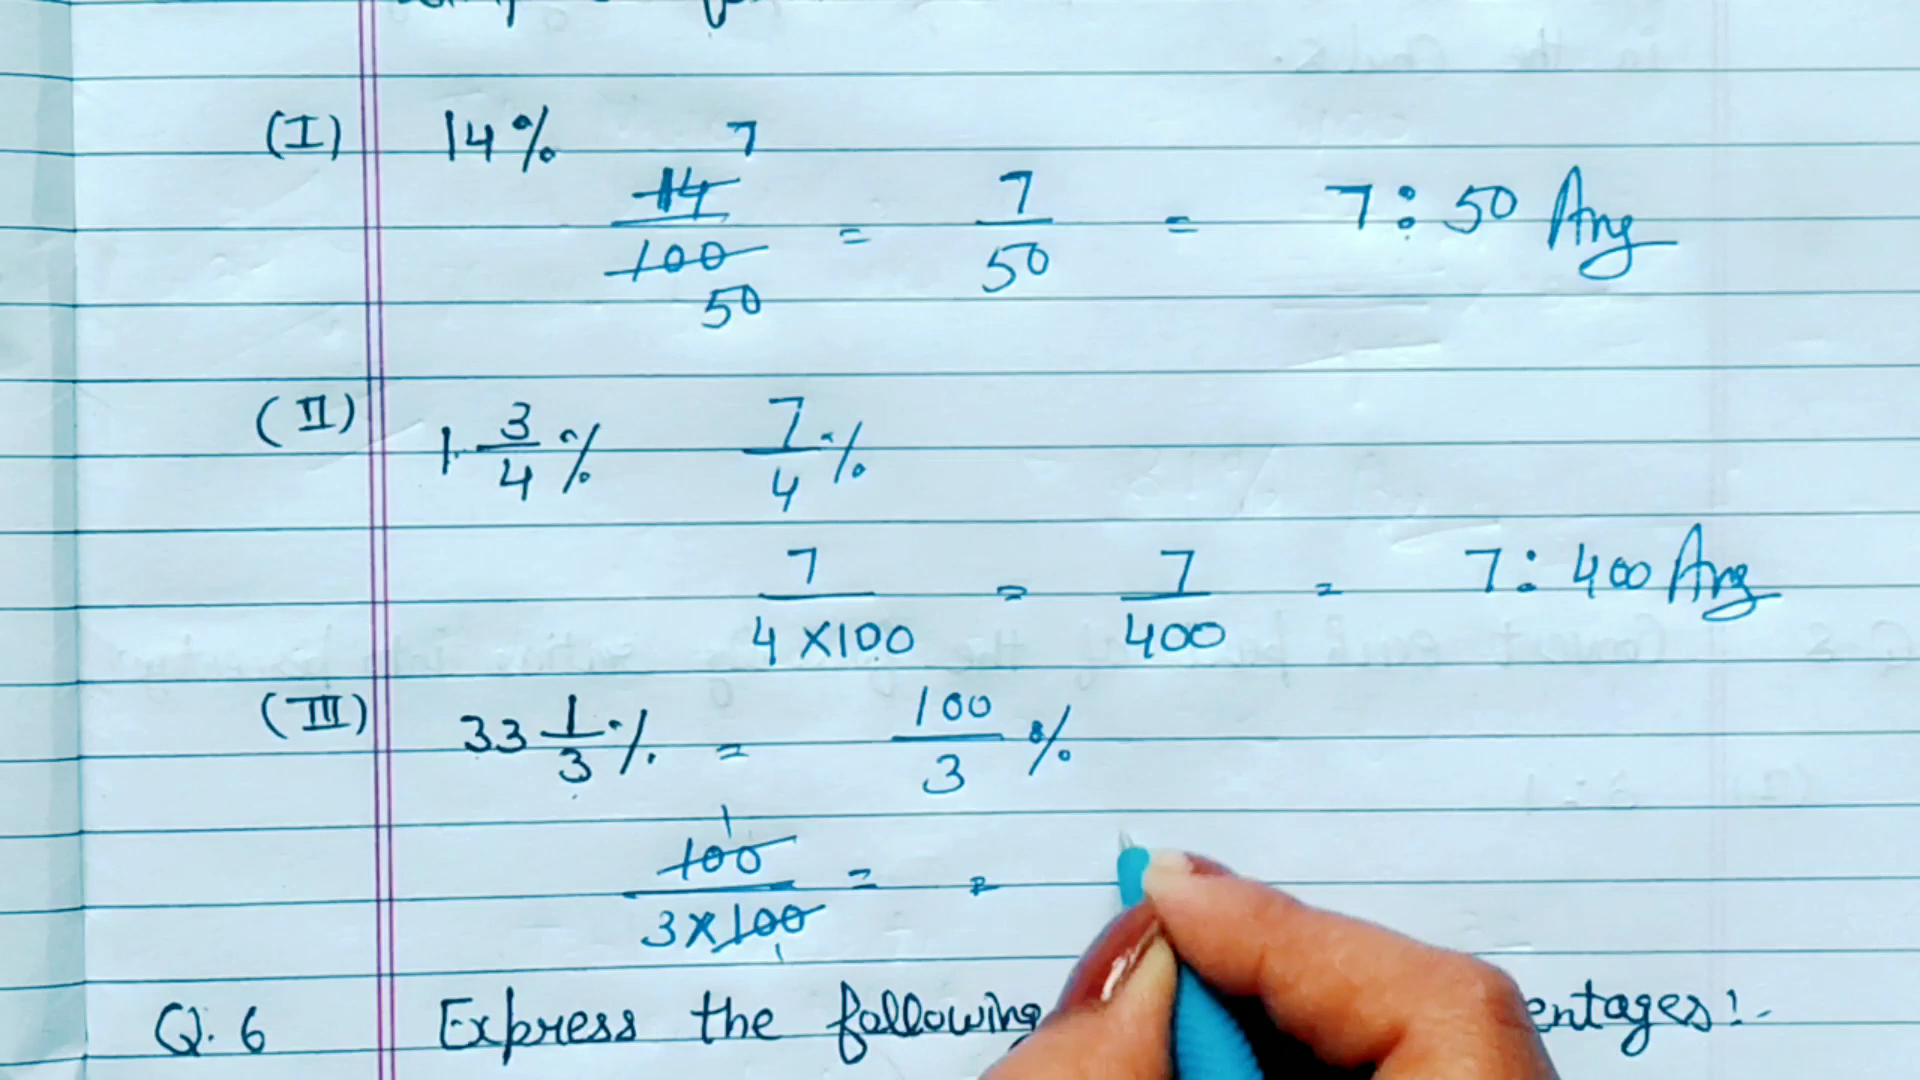 (I) 14%
7
14/100 = 7/50 = 7:50 Ans
50
(II) 1 3/4 % 7/4 %
7/4×100 = 7/400 = 7:400 Ans
(III) 33 1/3 % = 100/3 %
1
100/3×100 = =
1
Q.6 Express the following entages:-